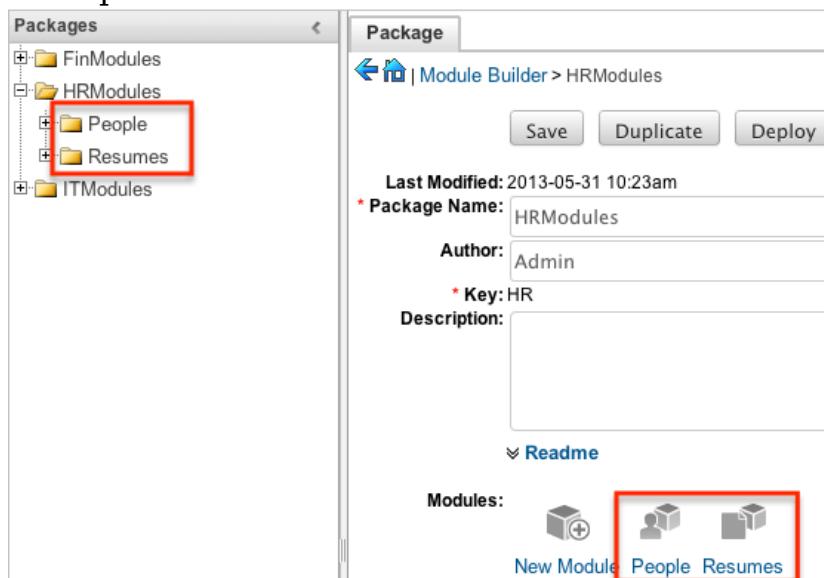 Packages
FinModules
HRModules
People
Resumes
ITModules
Package
| Module Builder > HRModules
Save Duplicate Deploy
Last Modified: 2013-05-31 10:23am
* Package Name: HRModules
Author: Admin
* Key: HR
Description:
Readme
Modules:
New Module People Resumes